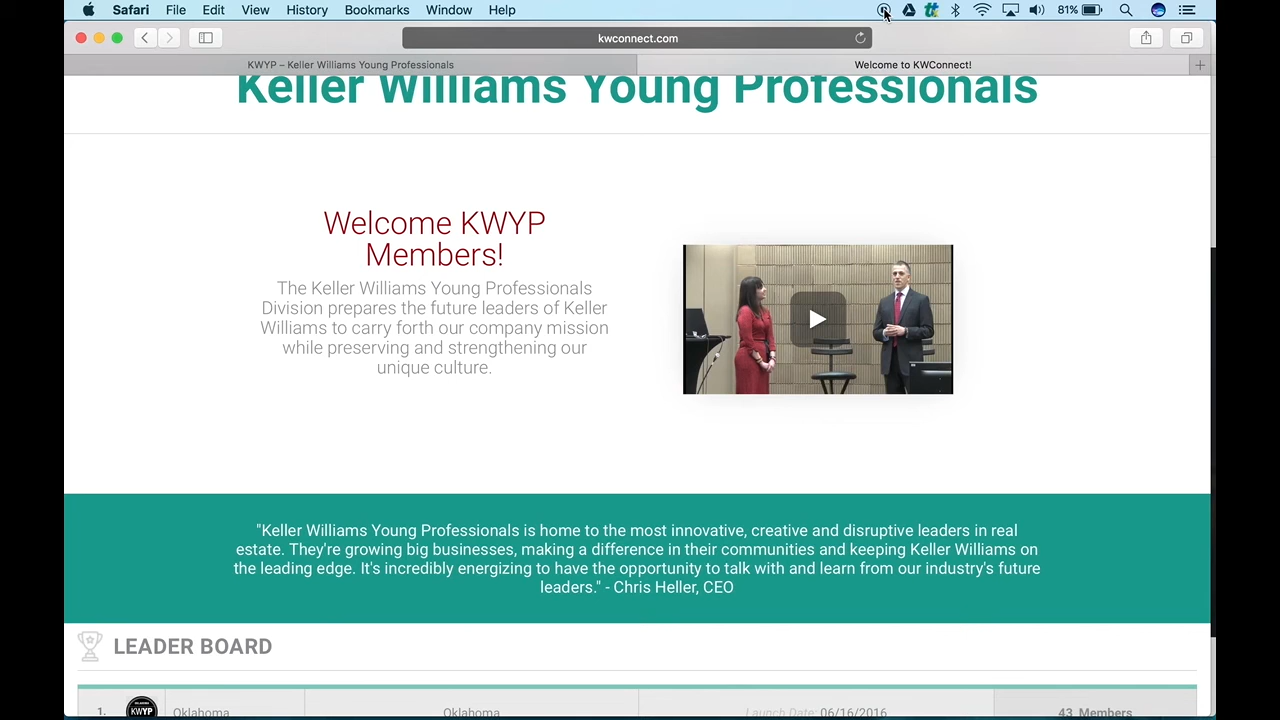 Safari File Edit View History Bookmarks Window Help 81%
kwconnect.com
KWYP – Keller Williams Young Professionals
Welcome to KWConnect!
Keller Williams Young Professionals
Welcome KWYP
Members!
The Keller Williams Young Professionals
Division prepares the future leaders of Keller
Williams to carry forth our company mission
while preserving and strengthening our
unique culture.
"Keller Williams Young Professionals is home to the most innovative, creative and disruptive leaders in real
estate. They're growing big businesses, making a difference in their communities and keeping Keller Williams on
the leading edge. It's incredibly energizing to have the opportunity to talk with and learn from our industry's future
leaders." - Chris Heller, CEO
LEADER BOARD
1. KWYP Oklahoma Oklahoma Launch Date: 06/16/2016 43 Members